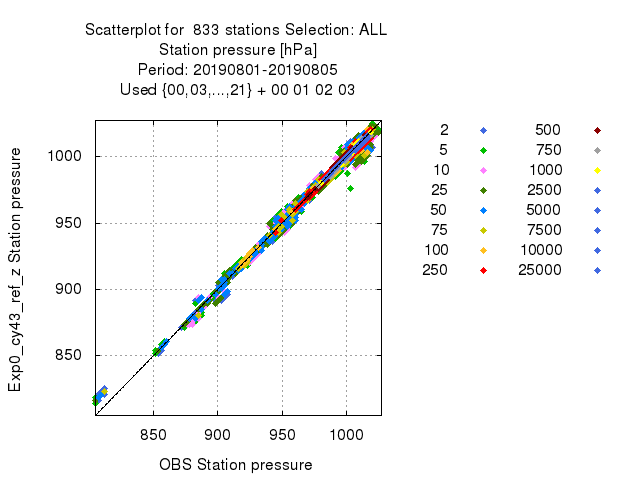 Scatterplot for 833 stations Selection: ALL
Station pressure [hPa]
Period: 20190801-20190805
Used {00,03,...,21} + 00 01 02 03
Exp0_cy43_ref_z Station pressure
1000
950
900
850
850 900 950 1000
OBS Station pressure
2 500
5 750
10 1000
25 2500
50 5000
75 7500
100 10000
250 25000